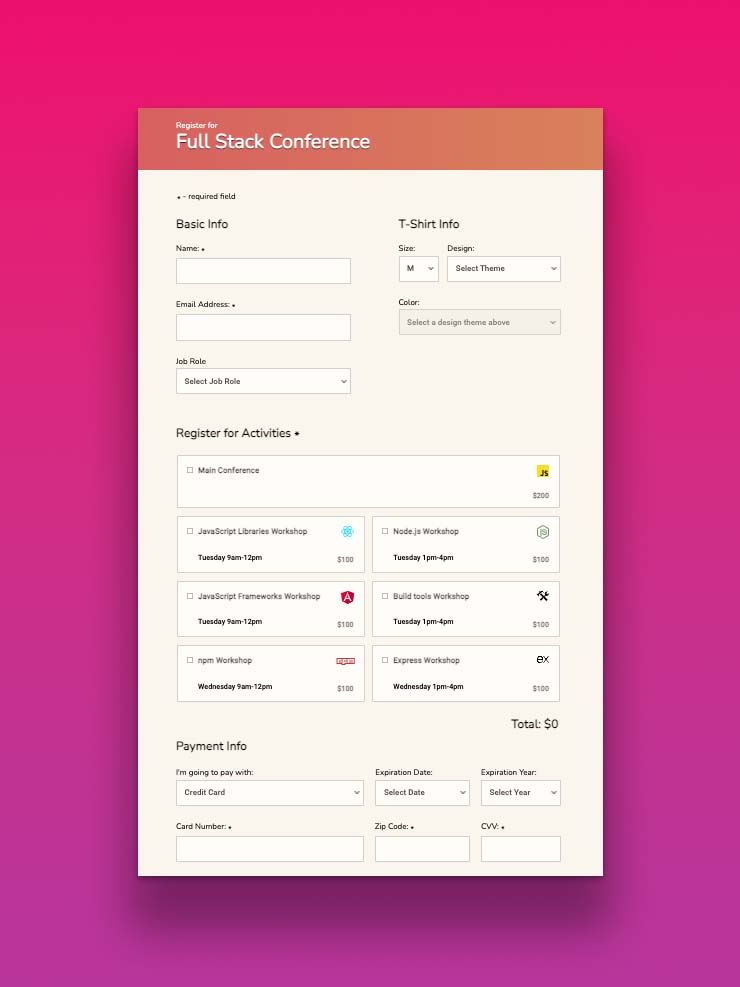 Register for
Full Stack Conference
* - required field
Basic Info
Name: *
Email Address: *
Job Role
Select Job Role
T-Shirt Info
Size: Design:
M Select Theme
Color:
Select a design theme above
Register for Activities *
Main Conference JS
$200
JavaScript Libraries Workshop
Tuesday 9am-12pm $100
Node.js Workshop JS
Tuesday 1pm-4pm $100
JavaScript Frameworks Workshop A
Tuesday 9am-12pm $100
Build tools Workshop
Tuesday 1pm-4pm $100
npm Workshop npm
Wednesday 9am-12pm $100
Express Workshop ex
Wednesday 1pm-4pm $100
Total: $0
Payment Info
I'm going to pay with: Expiration Date: Expiration Year:
Credit Card Select Date Select Year
Card Number: * Zip Code: * CVV: *